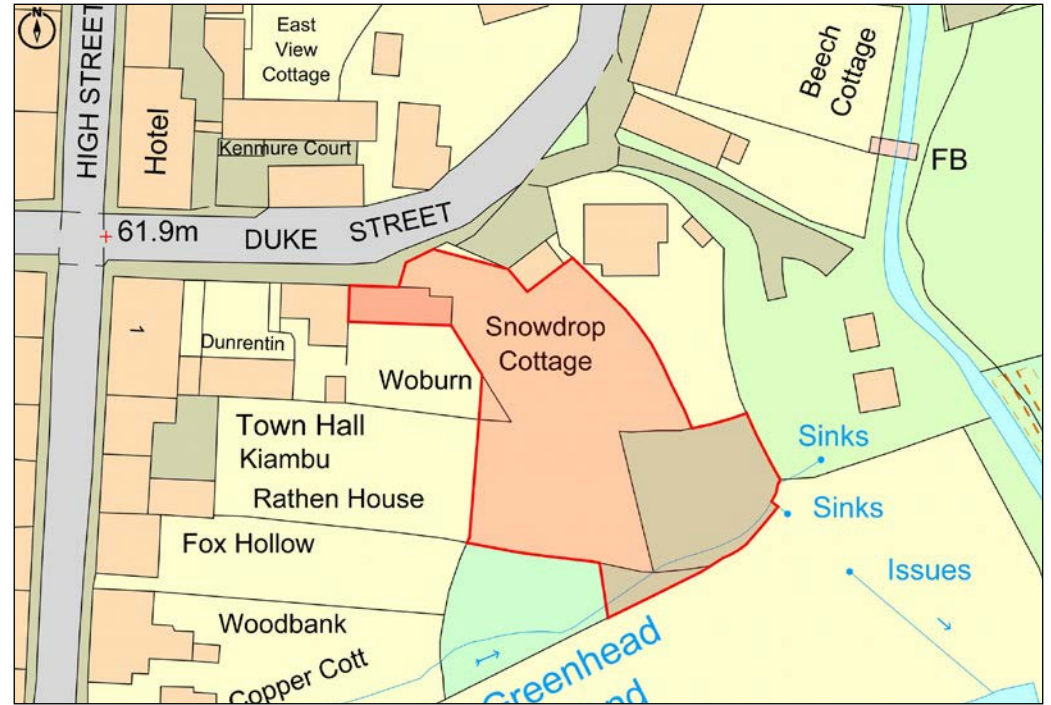 N
HIGH STREET
East
View
Cottage
Hotel
Kenmure Court
Beech
Cottage
FB
61.9m
DUKE STREET
1
Dunrentin
Snowdrop
Cottage
Woburn
Town Hall
Kiambu
Rathen House
Sinks
Sinks
Fox Hollow
Issues
Woodbank
Copper Cott
Greenhead